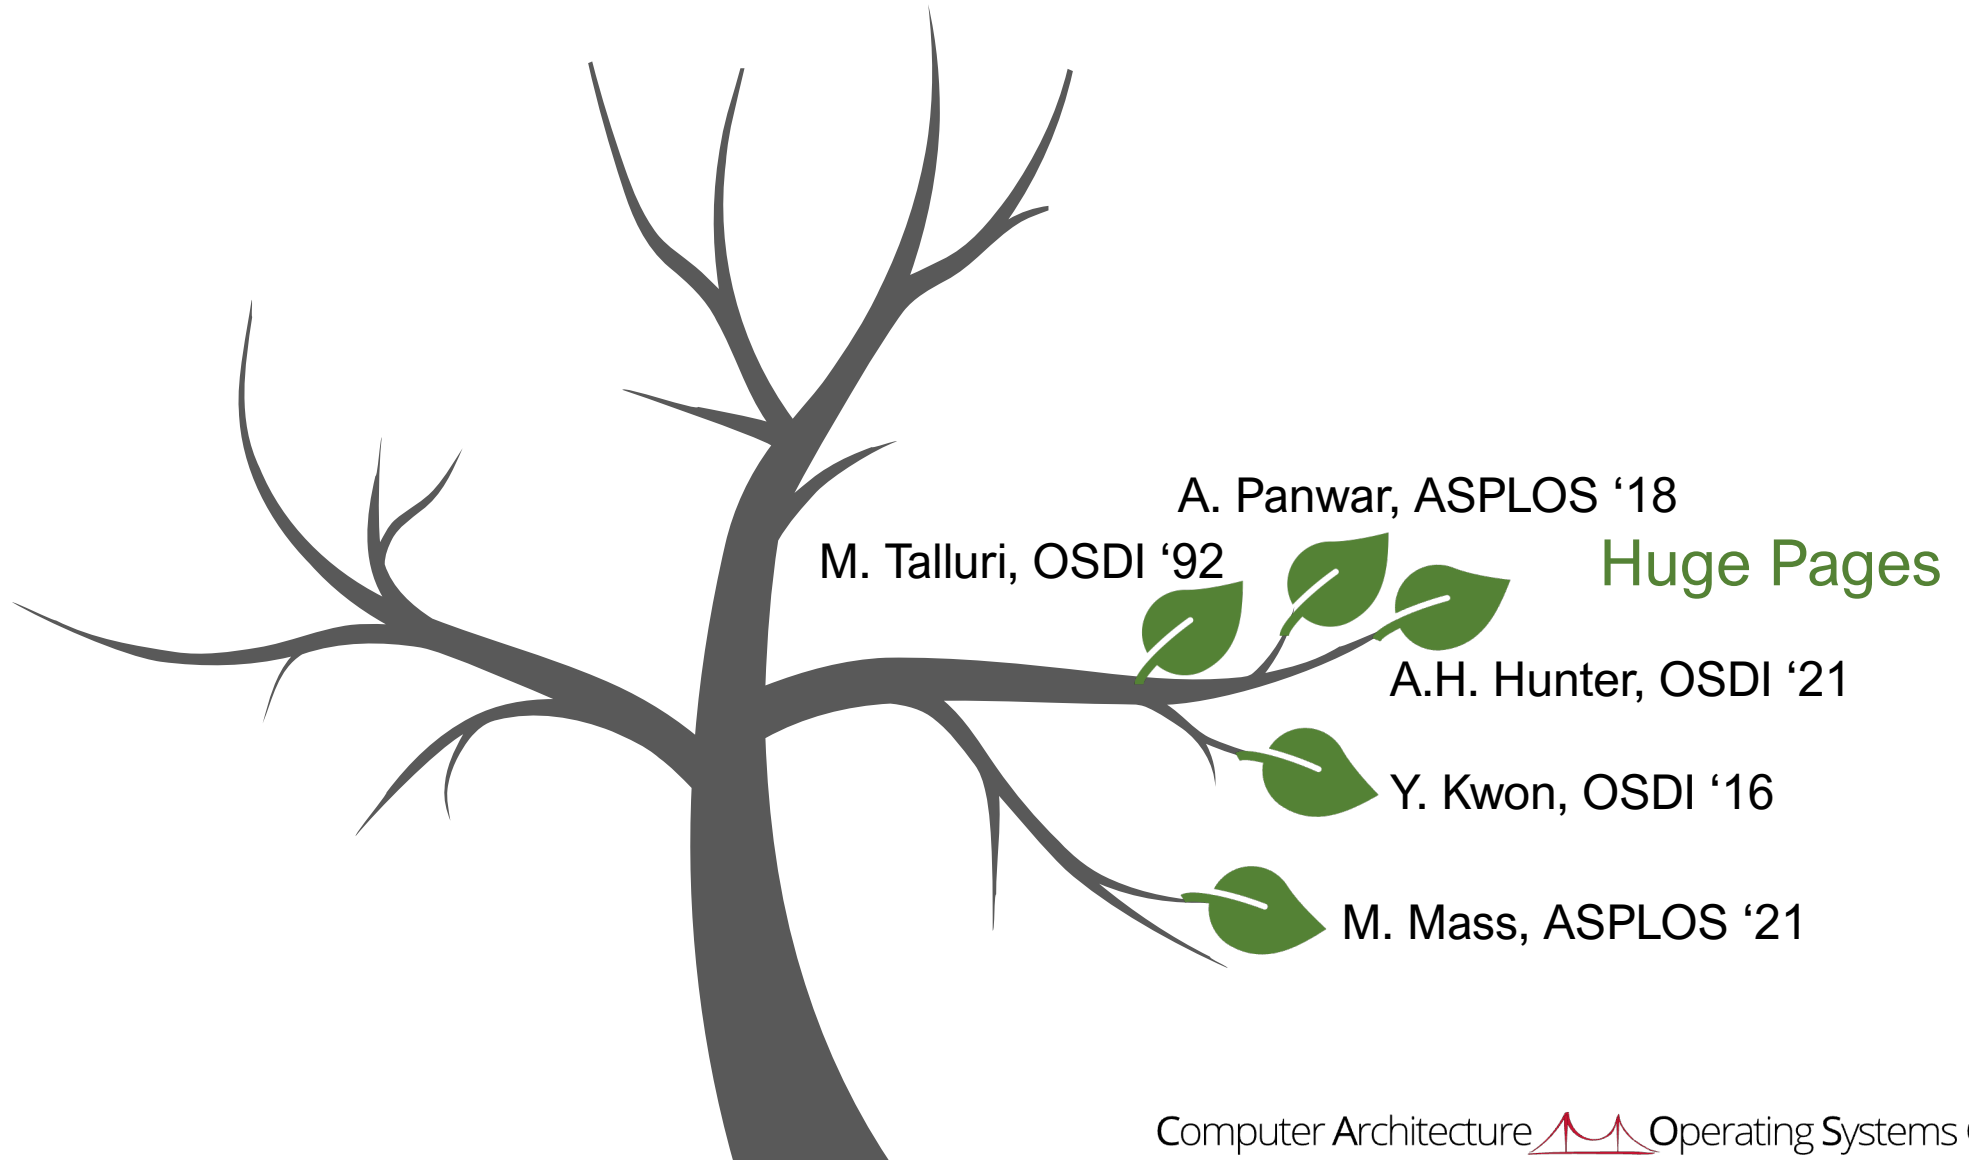 A. Panwar, ASPLOS ‘18
M. Talluri, OSDI ‘92
Huge Pages
A.H. Hunter, OSDI ‘21
Y. Kwon, OSDI ‘16
M. Mass, ASPLOS ‘21
Computer Architecture Operating Systems